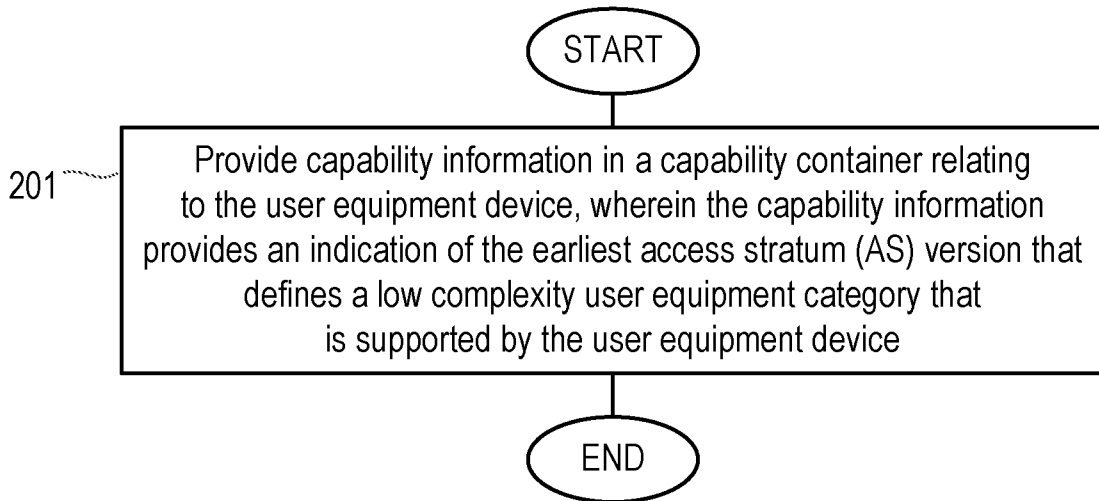 START
201
Provide capability information in a capability container relating
to the user equipment device, wherein the capability information
provides an indication of the earliest access stratum (AS) version that
defines a low complexity user equipment category that
is supported by the user equipment device
END